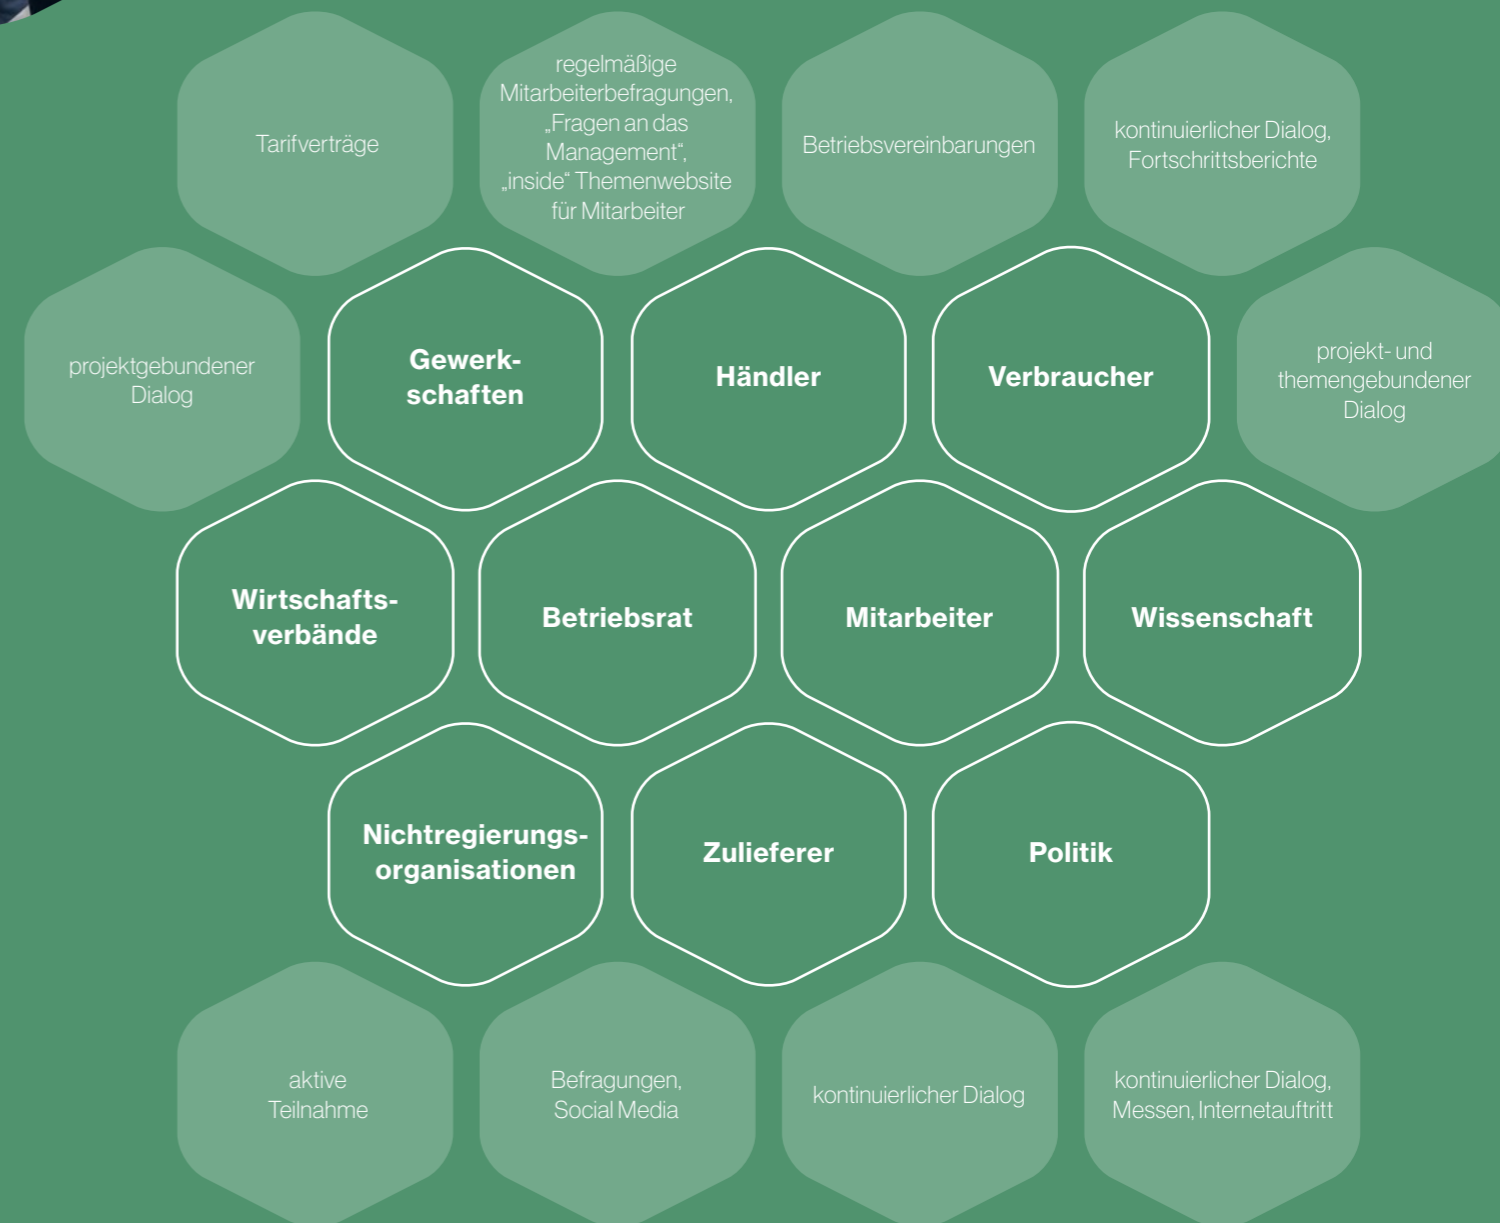 Tarifverträge
regelmäßige
Mitarbeiterbefragungen,
„Fragen an das
Management“,
„inside“ Themenwebsite
für Mitarbeiter
Betriebsvereinbarungen
kontinuierlicher Dialog,
Fortschrittsberichte
projektgebundener
Dialog
Gewerk-
schaften
Händler
Verbraucher
projekt- und
themengebundener
Dialog
Wirtschafts-
verbände
Betriebsrat
Mitarbeiter
Wissenschaft
Nichtregierungs-
organisationen
Zulieferer
Politik
aktive
Teilnahme
Befragungen,
Social Media
kontinuierlicher Dialog
kontinuierlicher Dialog,
Messen, Internetauftritt